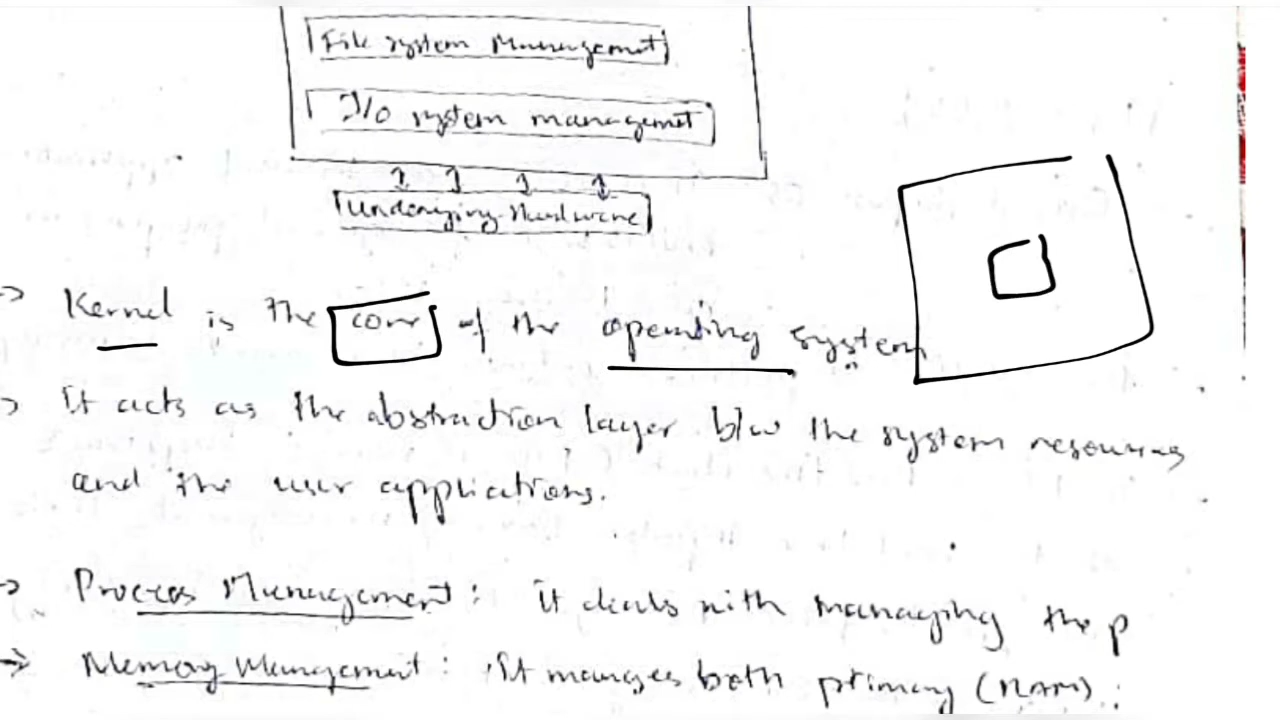 File system Management
I/o system managemet
underlying Hardware
→ Kernel is the core of the operating system
→ It acts as the abstraction layer b/w the system resources
and the user applications.
→ Process Management : it deals with managing the p
→ Memory Management : It manages both primary (RAM)